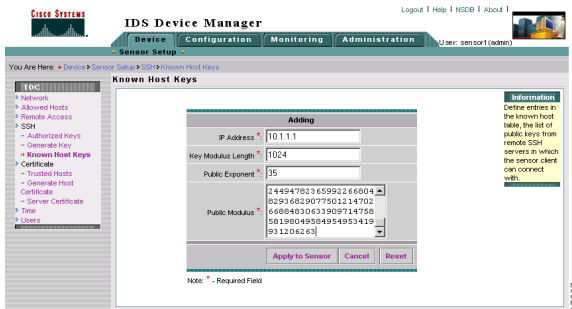 Cisco Systems
Logout | Help | NSDB | About |
IDS Device Manager
Device Configuration Monitoring Administration
User: sensor1(admin)
Sensor Setup
You Are Here: Device > Sensor Setup > SSH > Known Host Keys
Known Host Keys
TOC
Network
Allowed Hosts
Remote Access
SSH
Authorized Keys
Generate Key
Known Host Keys
Certificate
Trusted Hosts
Generate Host
Certificate
Server Certificate
Time
Users
Adding
IP Address *: 10.1.1.1
Key Modulus Length *: 1024
Public Exponent *: 35
Public Modulus *:
24494782365992266804
82936829077501214702
66884830633909714758
58198049584954953419
931206263
Apply to Sensor Cancel Reset
Note: * - Required Field
Information
Define entries in
the known host
table, the list of
public keys from
remote SSH
servers in which
the sensor client
can connect
with.